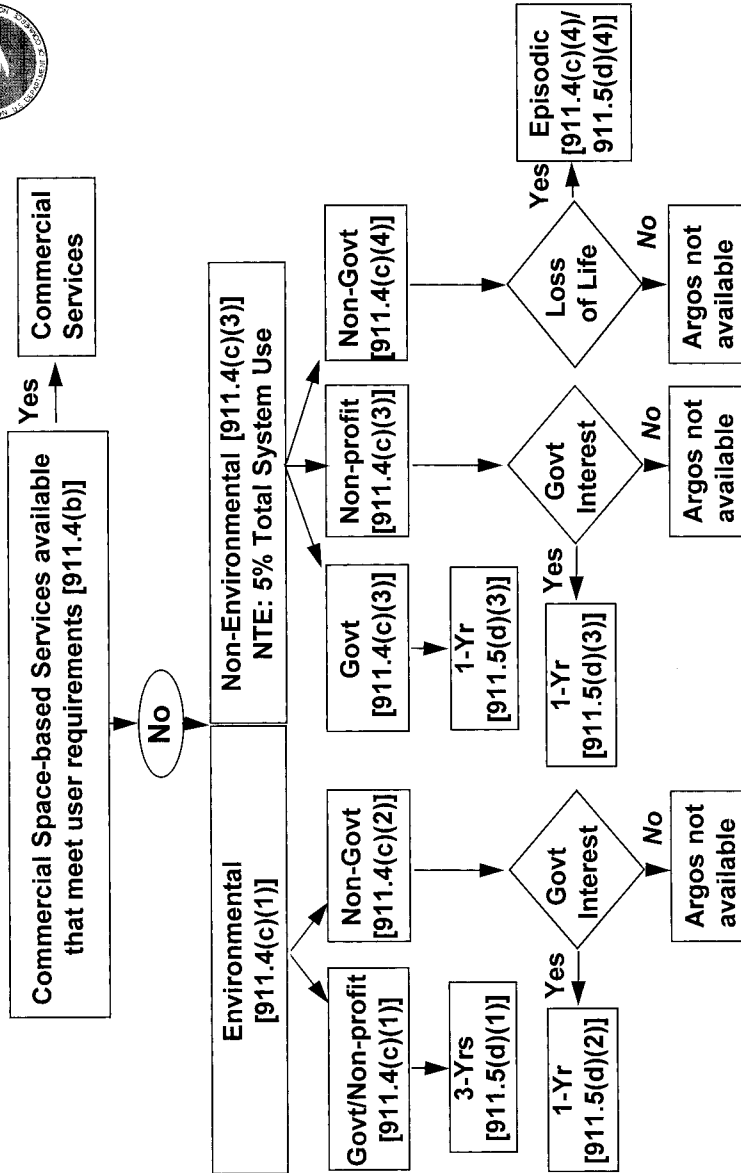 Commercial Space-based Services available
that meet user requirements [911.4(b)]
Yes
Commercial
Services
No
Environmental
[911.4(c)(1)]
Non-Environmental [911.4(c)(3)]
NTE: 5% Total System Use
Govt/Non-profit
[911.4(c)(1)]
Non-Govt
[911.4(c)(2)]
Govt
[911.4(c)(3)]
Non-profit
[911.4(c)(3)]
Non-Govt
[911.4(c)(4)]
3-Yrs
[911.5(d)(1)]
Govt
Interest
Yes
1-Yr
[911.5(d)(2)]
No
Argos not
available
1-Yr
[911.5(d)(3)]
Govt
Interest
Yes
1-Yr
[911.5(d)(3)]
No
Argos not
available
Loss
of Life
Yes
Episodic
[911.4(c)(4)/
911.5(d)(4)]
No
Argos not
available
U.S. DEPARTMENT OF COMMERCE